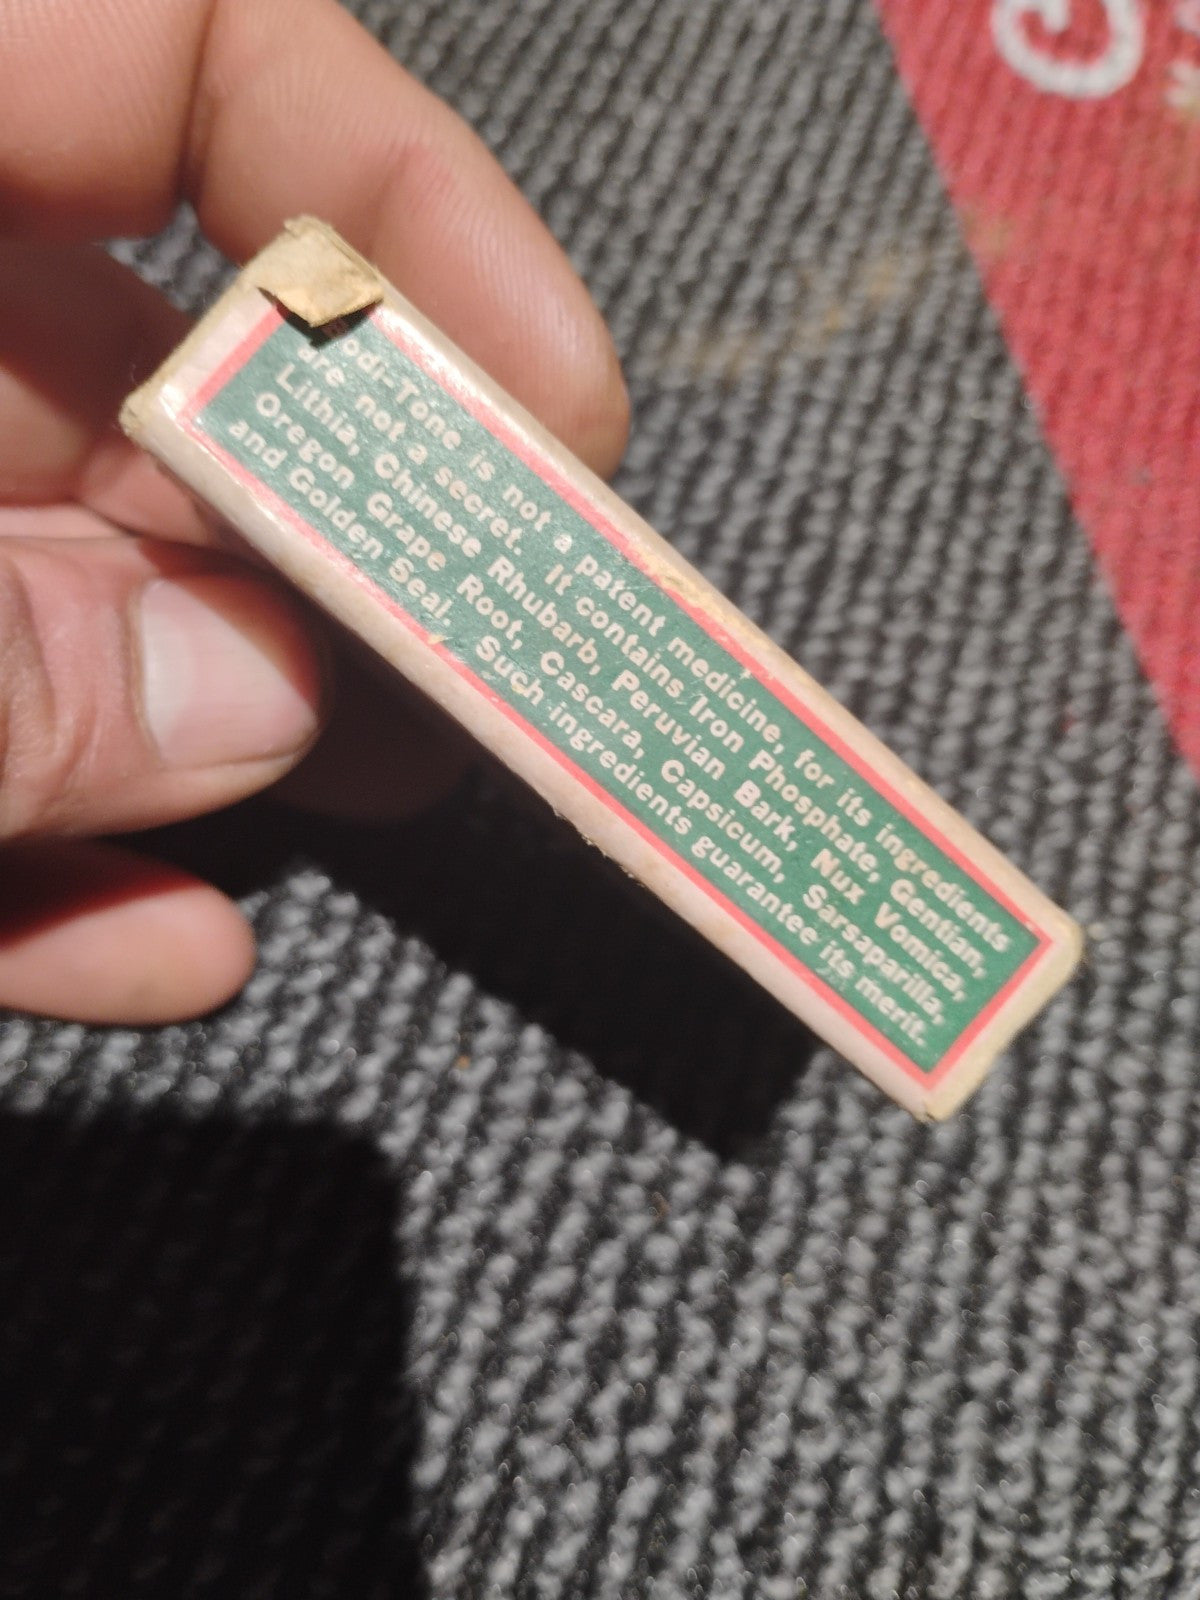 odi-Tone is not a patent medicine, for its ingredients
are not a secret. It contains Iron Phosphate, Gentian,
Lithia, Chinese Rhubarb, Peruvian Bark, Nux Vomica,
Oregon Grape Root, Cascara, Capsicum, Sarsaparilla,
and Golden Seal. Such ingredients guarantee its merit.